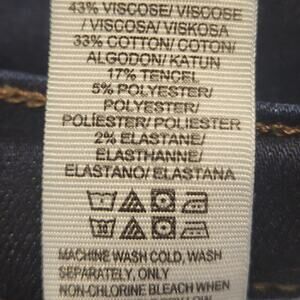 43% VISCOSE/ VISCOSE
/ VISCOSA/ VISKOSA
33% COTTON/ COTON/
ALGODON/ KATUN
17% TENCEL
5% POLYESTER/
POLYESTER/
POLIÉSTER/ POLIESTER
2% ELASTANE/
ELASTHANNE/
ELASTANO/ ELASTANA
MACHINE WASH COLD, WASH
SEPARATELY, ONLY
NON-CHLORINE BLEACH WHEN